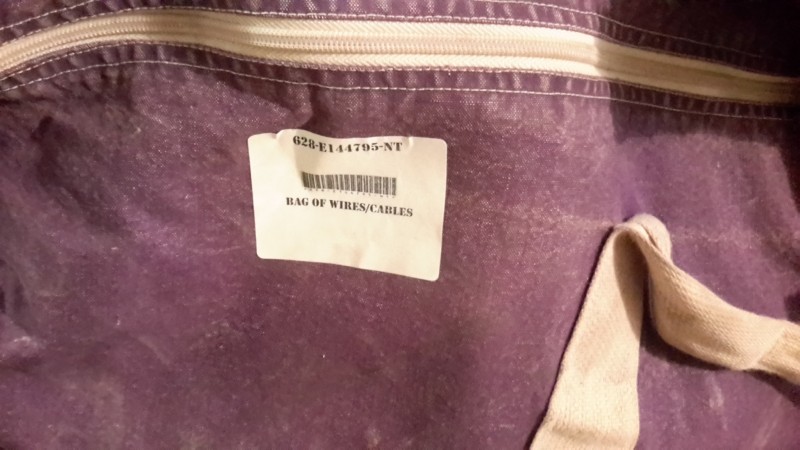 628-E144795-NT
BAG OF WIRES/CABLES